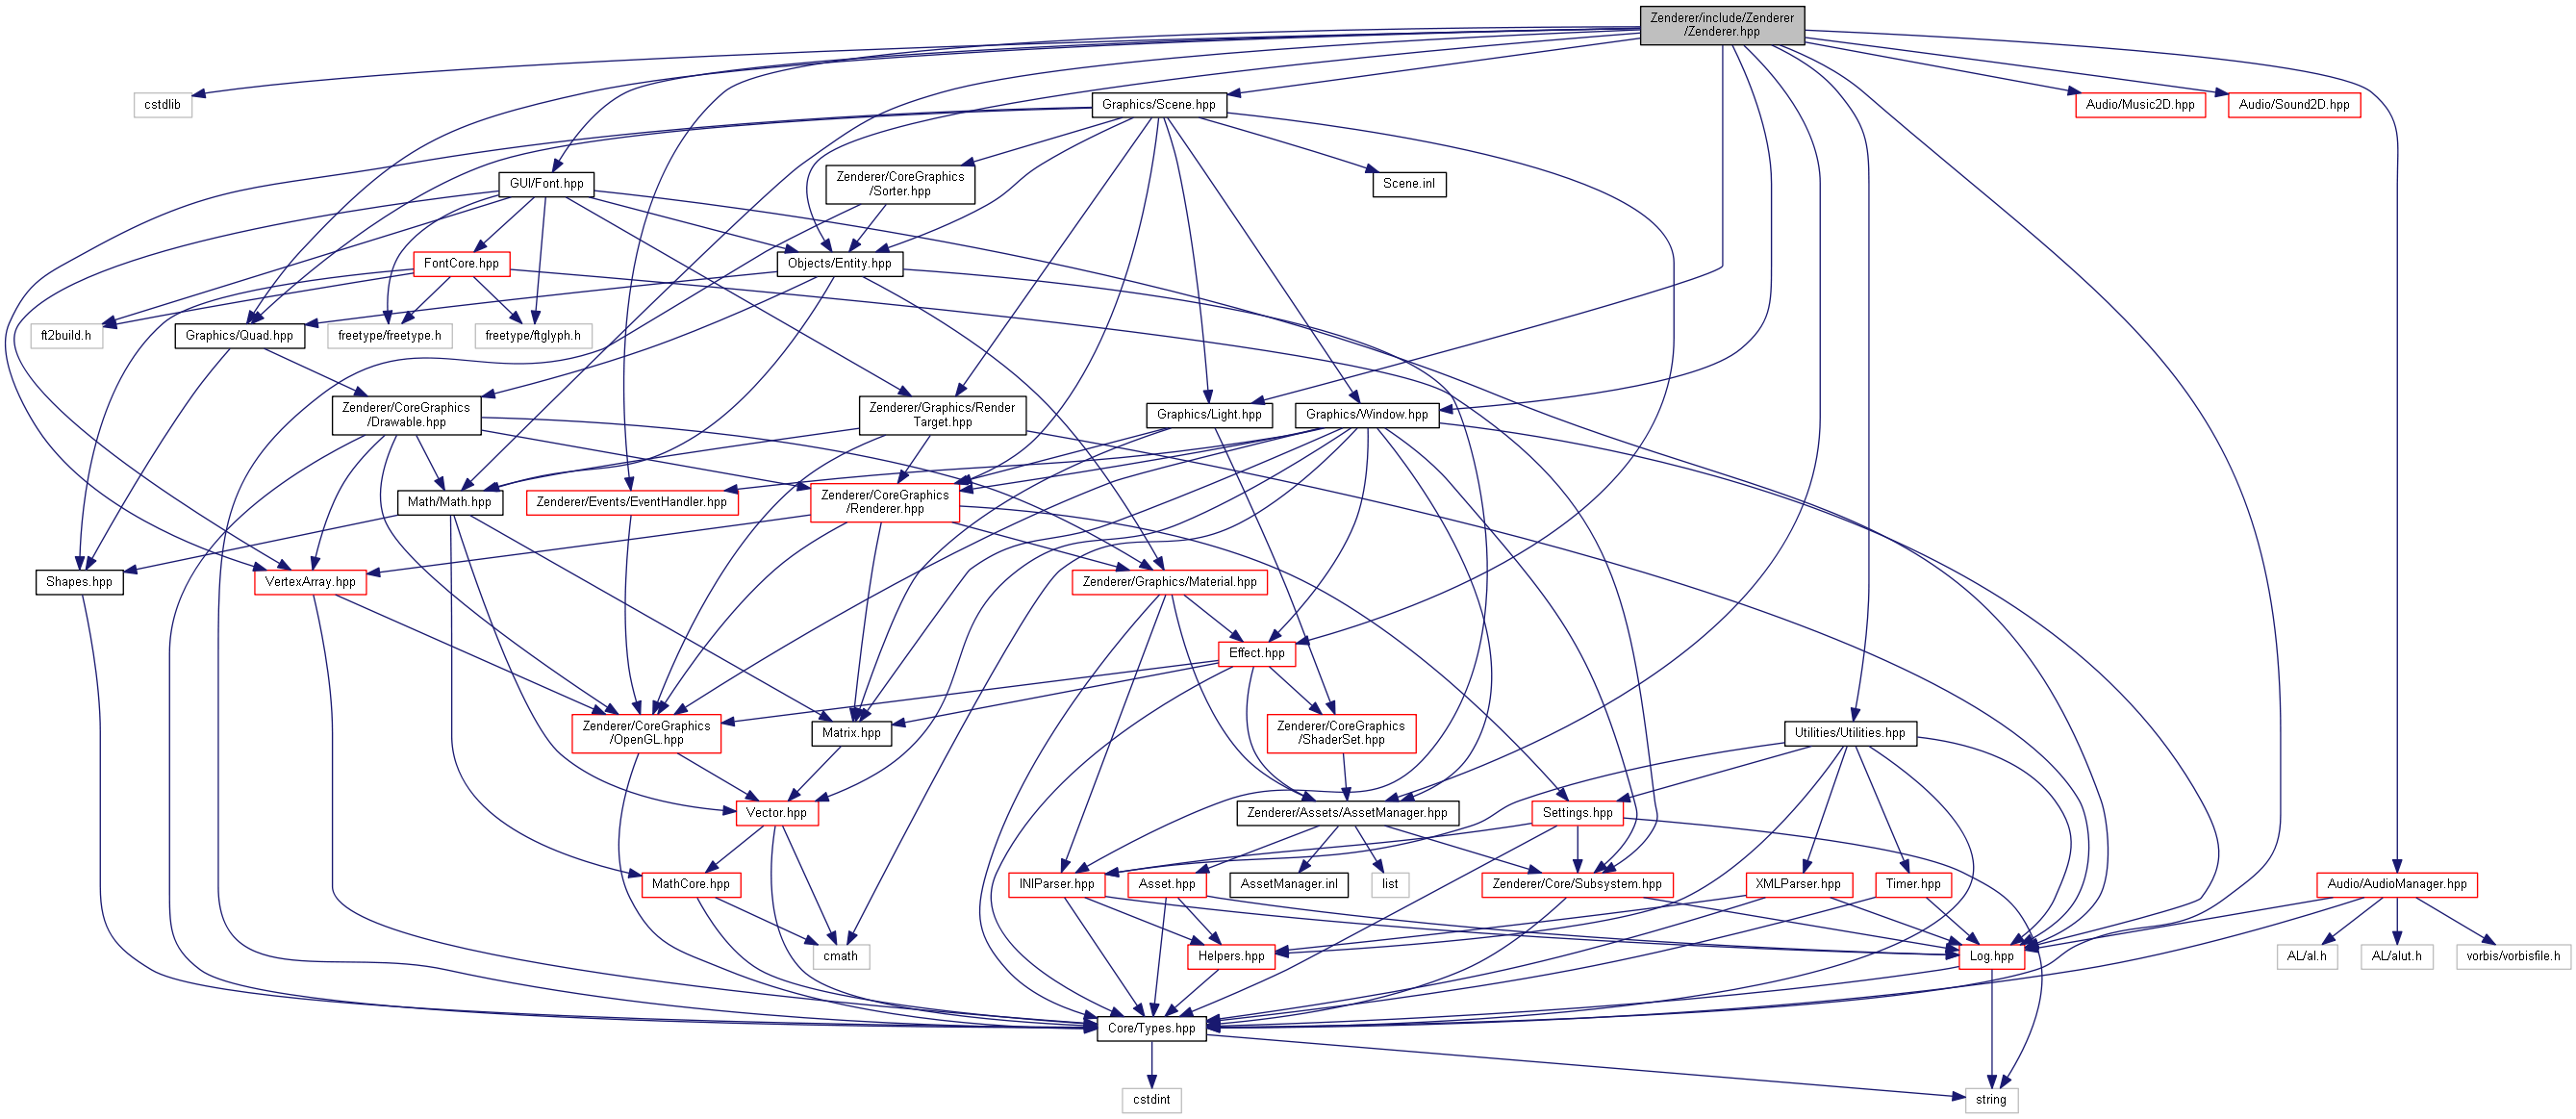 Zenderer/include/Zenderer
/Zenderer.hpp
cstdlib
Graphics/Scene.hpp
Audio/Music2D.hpp
Audio/Sound2D.hpp
GUI/Font.hpp
Zenderer/CoreGraphics
/Sorter.hpp
Scene.inl
FontCore.hpp
Objects/Entity.hpp
ft2build.h
Graphics/Quad.hpp
freetype/freetype.h
freetype/ftglyph.h
Zenderer/CoreGraphics
/Drawable.hpp
Zenderer/Graphics/Render
Target.hpp
Graphics/Light.hpp
Graphics/Window.hpp
Math/Math.hpp
Zenderer/Events/EventHandler.hpp
Zenderer/CoreGraphics
/Renderer.hpp
Shapes.hpp
VertexArray.hpp
Zenderer/Graphics/Material.hpp
Effect.hpp
Zenderer/CoreGraphics
/OpenGL.hpp
Matrix.hpp
Zenderer/CoreGraphics
/ShaderSet.hpp
Utilities/Utilities.hpp
Vector.hpp
Zenderer/Assets/AssetManager.hpp
Settings.hpp
MathCore.hpp
INIParser.hpp
Asset.hpp
AssetManager.inl
list
Zenderer/Core/Subsystem.hpp
XMLParser.hpp
Timer.hpp
Audio/AudioManager.hpp
cmath
Helpers.hpp
Log.hpp
AL/al.h
AL/alut.h
vorbis/vorbisfile.h
Core/Types.hpp
cstdint
string